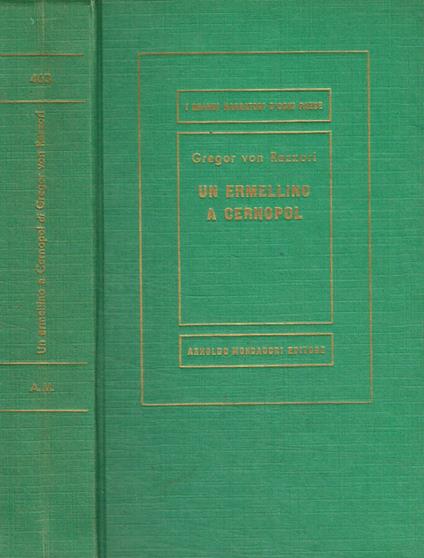 403
Un ermellino a Cernopol di Gregor von Rezzori
A. M.
I GRANDI NARRATORI D'OGNI PAESE
Gregor von Rezzori
UN ERMELLINO
A CERNOPOL
ARNOLDO MONDADORI EDITORE